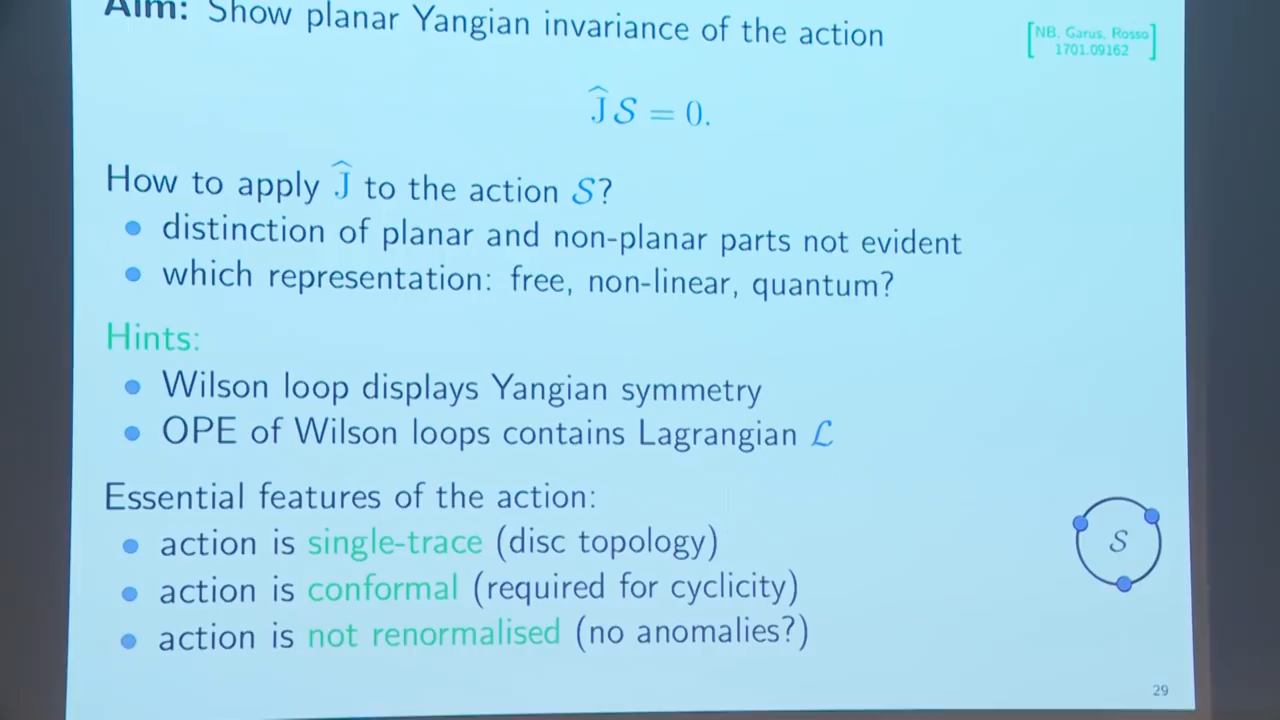 Aim: Show planar Yangian invariance of the action
[NB, Garus, Rosso
1701.09162]
Ĵ𝒮 = 0.
How to apply Ĵ to the action 𝒮?
• distinction of planar and non-planar parts not evident
• which representation: free, non-linear, quantum?
Hints:
• Wilson loop displays Yangian symmetry
• OPE of Wilson loops contains Lagrangian ℒ
Essential features of the action:
• action is single-trace (disc topology)
• action is conformal (required for cyclicity)
• action is not renormalised (no anomalies?)
𝒮
29